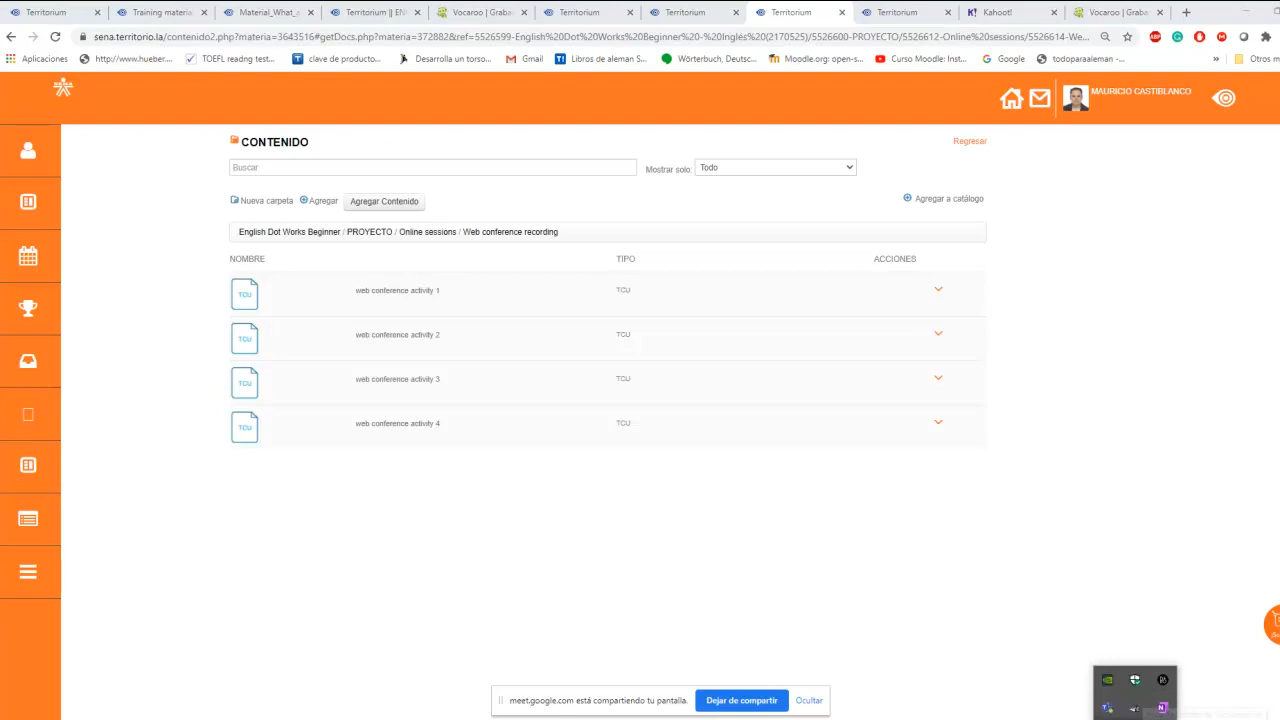 Territorium
Training materia
Material_What_a
Territorium || EN
Vocaroo | Graba
Territorium
Territorium
Territorium
Territorium
Kahoot!
Vocaroo | Graba
sena.territorio.la/contenido2.php?materia=3643516#getDocs.php?materia=372882&ref=5526599-English%20Dot%20Works%20Beginner%20-%20Inglés%20(2170525)/5526600-PROYECTO/5526612-Online%20sessions/5526614-We...
Aplicaciones
http://www.hueber....
TOEFL readng test...
clave de producto...
Desarrolla un torso...
Gmail
Libros de aleman S...
Wörterbuch, Deutsc...
Moodle.org: open-s...
Curso Moodle: Inst...
Google
todoparaaleman -...
»
Otros m
MAURICIO CASTIBLANCO
CONTENIDO
Regresar
Buscar
Mostrar solo:
Todo
Nueva carpeta
Agregar
Agregar Contenido
Agregar a catálogo
English Dot Works Beginner / PROYECTO / Online sessions / Web conference recording
NOMBRE TIPO ACCIONES
TCU web conference activity 1 TCU
TCU web conference activity 2 TCU
TCU web conference activity 3 TCU
TCU web conference activity 4 TCU
meet.google.com está compartiendo tu pantalla.
Dejar de compartir
Ocultar